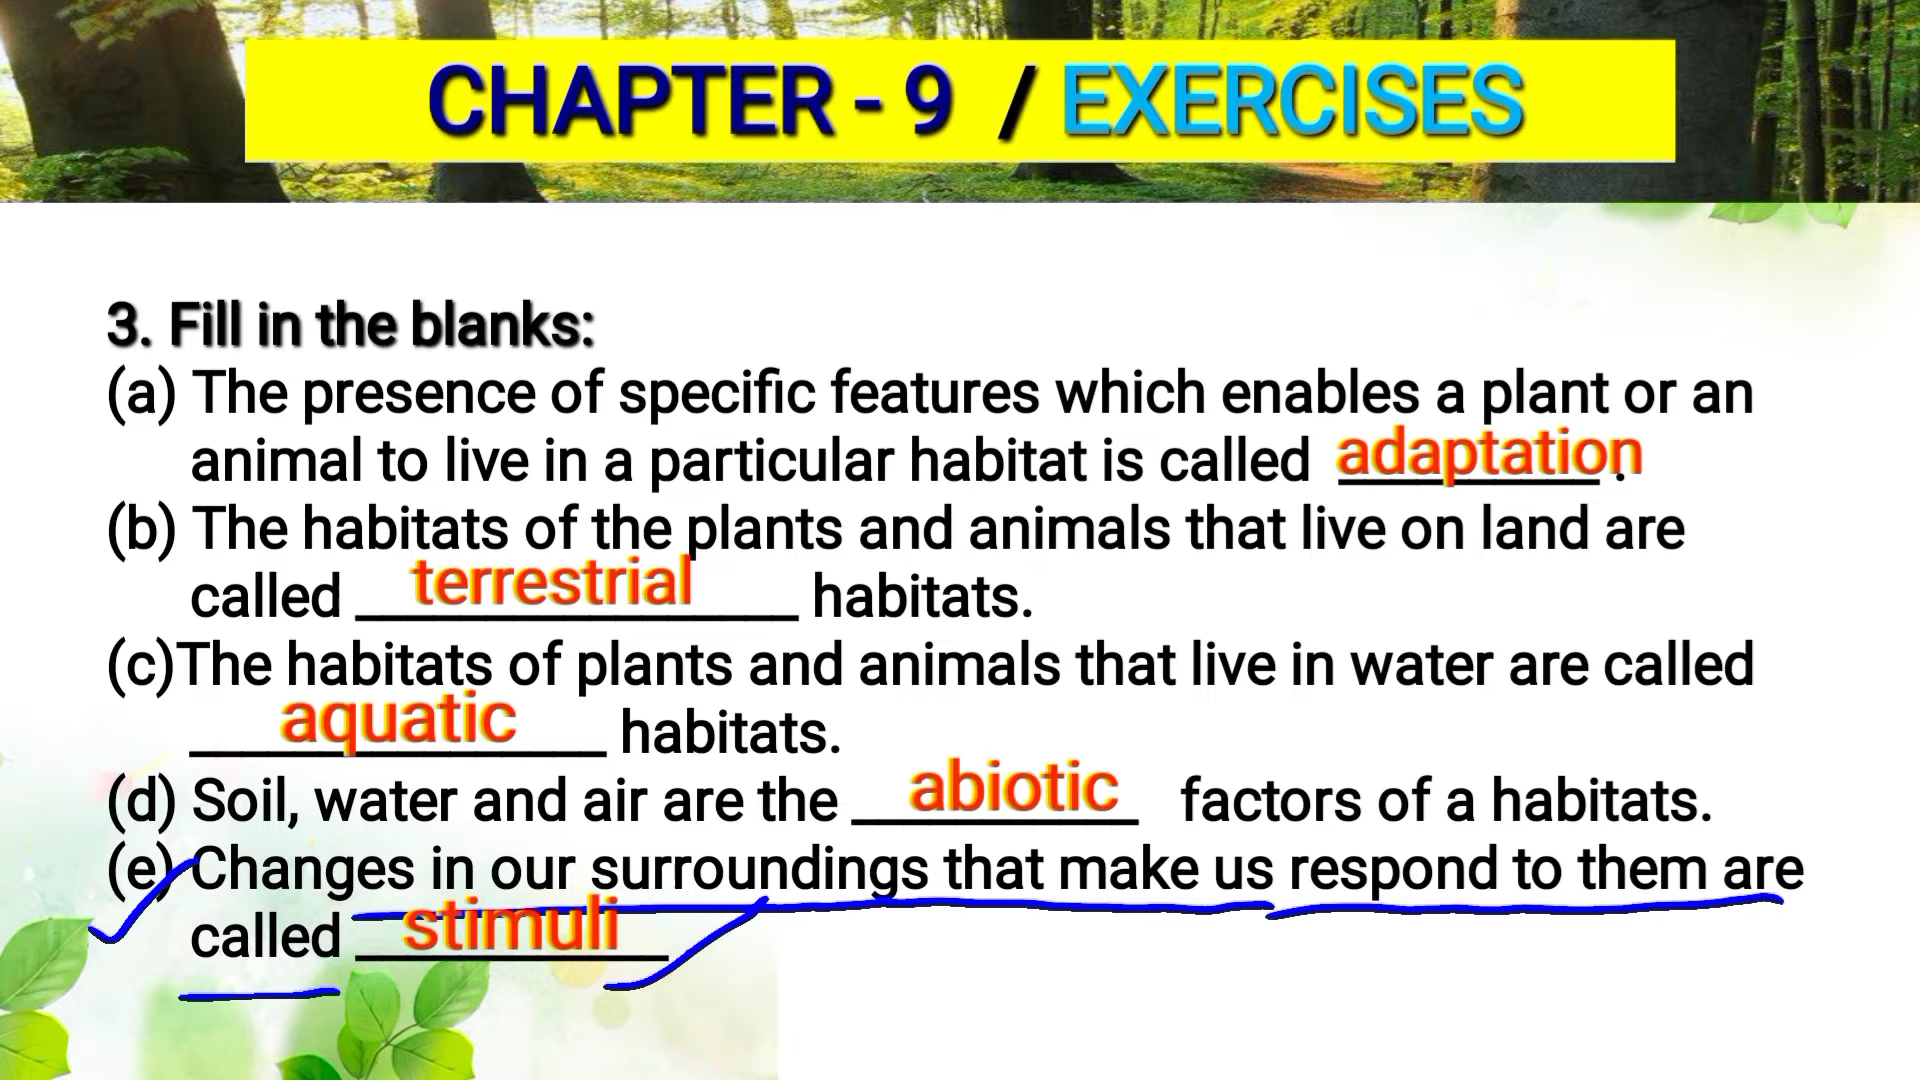 CHAPTER - 9 / EXERCISES
3. Fill in the blanks:
(a) The presence of specific features which enables a plant or an
animal to live in a particular habitat is called adaptation .
(b) The habitats of the plants and animals that live on land are
called terrestrial habitats.
(c)The habitats of plants and animals that live in water are called
aquatic habitats.
(d) Soil, water and air are the abiotic factors of a habitats.
(e) Changes in our surroundings that make us respond to them are
called stimuli